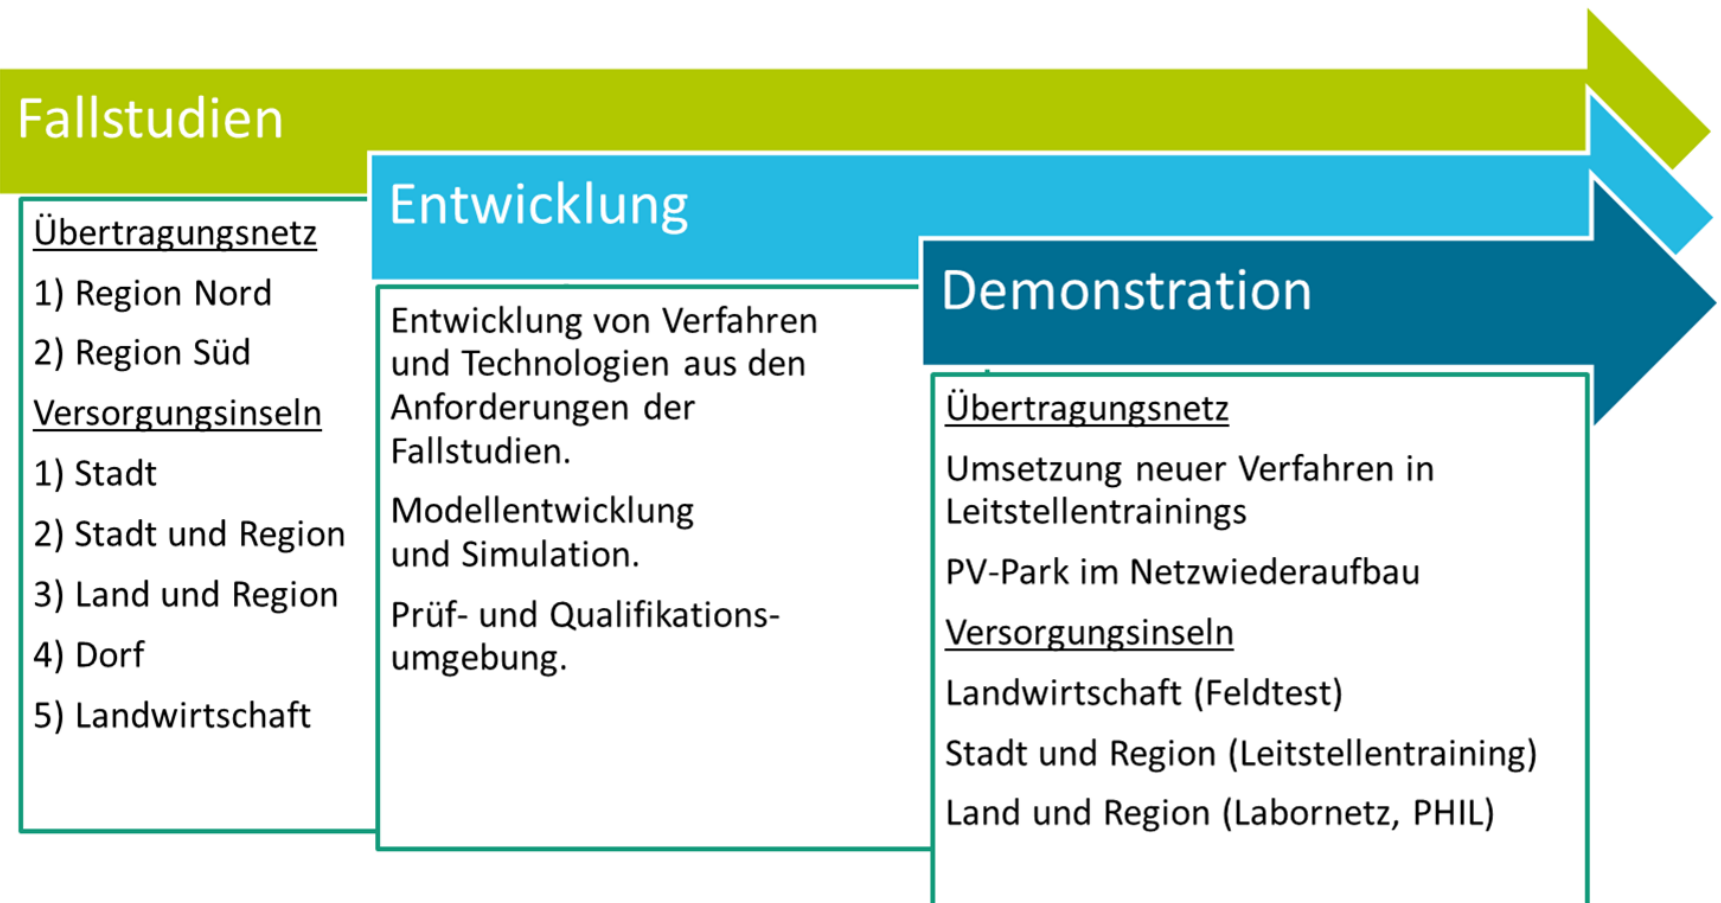 Fallstudien
Übertragungsnetz
1) Region Nord
2) Region Süd
Versorgungsinseln
1) Stadt
2) Stadt und Region
3) Land und Region
4) Dorf
5) Landwirtschaft
Entwicklung
Entwicklung von Verfahren
und Technologien aus den
Anforderungen der
Fallstudien.
Modellentwicklung
und Simulation.
Prüf- und Qualifikations-
umgebung.
Demonstration
Übertragungsnetz
Umsetzung neuer Verfahren in
Leitstellentrainings
PV-Park im Netzwiederaufbau
Versorgungsinseln
Landwirtschaft (Feldtest)
Stadt und Region (Leitstellentraining)
Land und Region (Labornetz, PHIL)